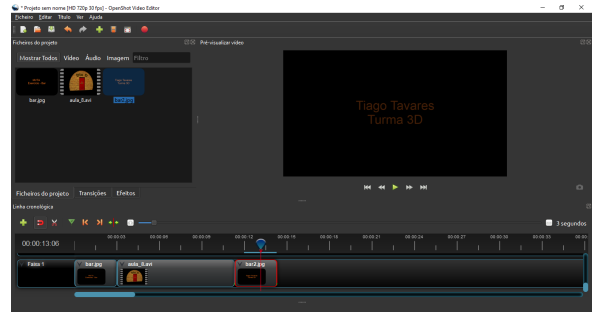 * Projeto sem nome [HD 720p 30 fps] - OpenShot Video Editor
Ficheiro Editar Título Ver Ajuda
Ficheiros do projeto
Pré-visualizar vídeo
Mostrar Todos Vídeo Áudio Imagem Filtro
bar.jpg aula_8.avi bar2.jpg
Tiago Tavares
Turma 3D
Ficheiros do projeto Transições Efeitos
Linha cronológica
3 segundos
00:00:13:06
00:00:03 00:00:06 00:00:09 00:00:12 00:00:15 00:00:18 00:00:21 00:00:24 00:00:27 00:00:30 00:00:33 00:00
Faixa 1
bar.jpg
aula_8.avi
bar2.jpg